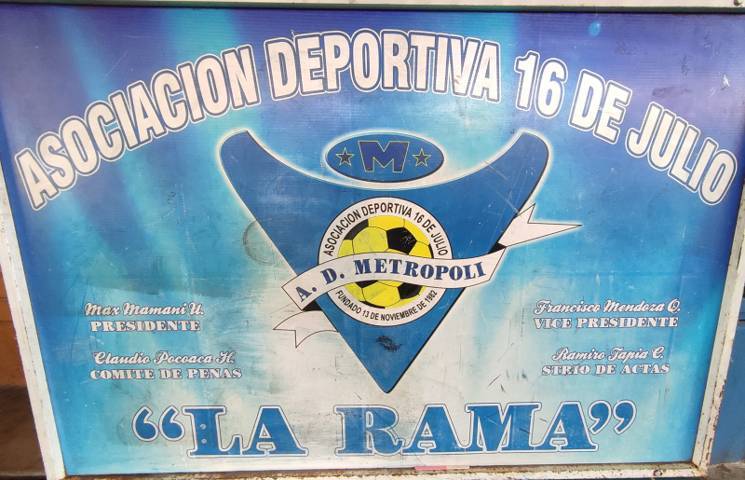 ASOCIACION DEPORTIVA 16 DE JULIO
M
ASOCIACION DEPORTIVA 16 DE JULIO
A. D. METROPOLI
FUNDADO 13 DE NOVIEMBRE DE 1982
Max Mamani U.
PRESIDENTE
Francisco Mendoza Q.
VICE PRESIDENTE
Claudio Pocoaca H.
COMITE DE PENAS
Ramiro Tapia C.
STRIO DE ACTAS
“LA RAMA”